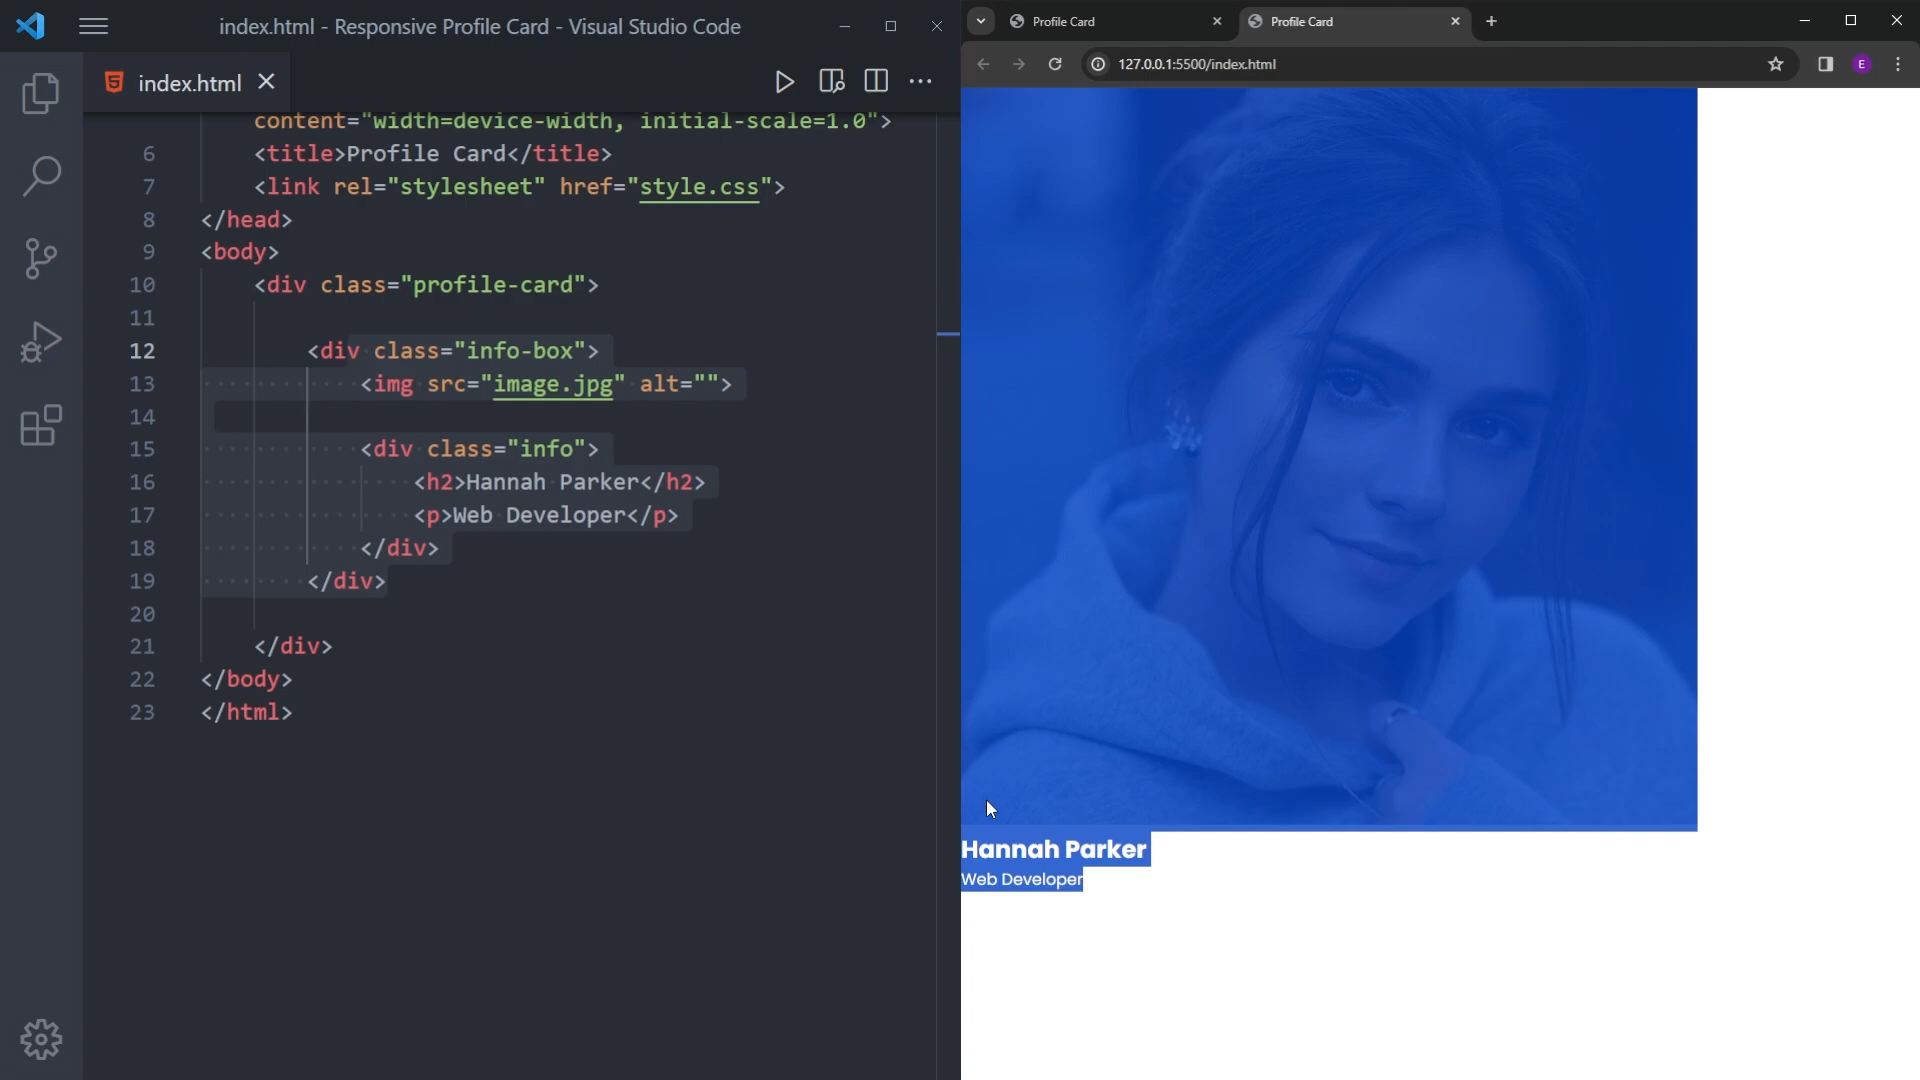 index.html - Responsive Profile Card - Visual Studio Code
index.html
content="width=device-width, initial-scale=1.0">
6 <title>Profile Card</title>
7 <link rel="stylesheet" href="style.css">
8 </head>
9 <body>
10 <div class="profile-card">
11
12 <div class="info-box">
13 <img src="image.jpg" alt="">
14
15 <div class="info">
16 <h2>Hannah Parker</h2>
17 <p>Web Developer</p>
18 </div>
19 </div>
20
21 </div>
22 </body>
23 </html>
Profile Card
Profile Card
127.0.0.1:5500/index.html
E
Hannah Parker
Web Developer